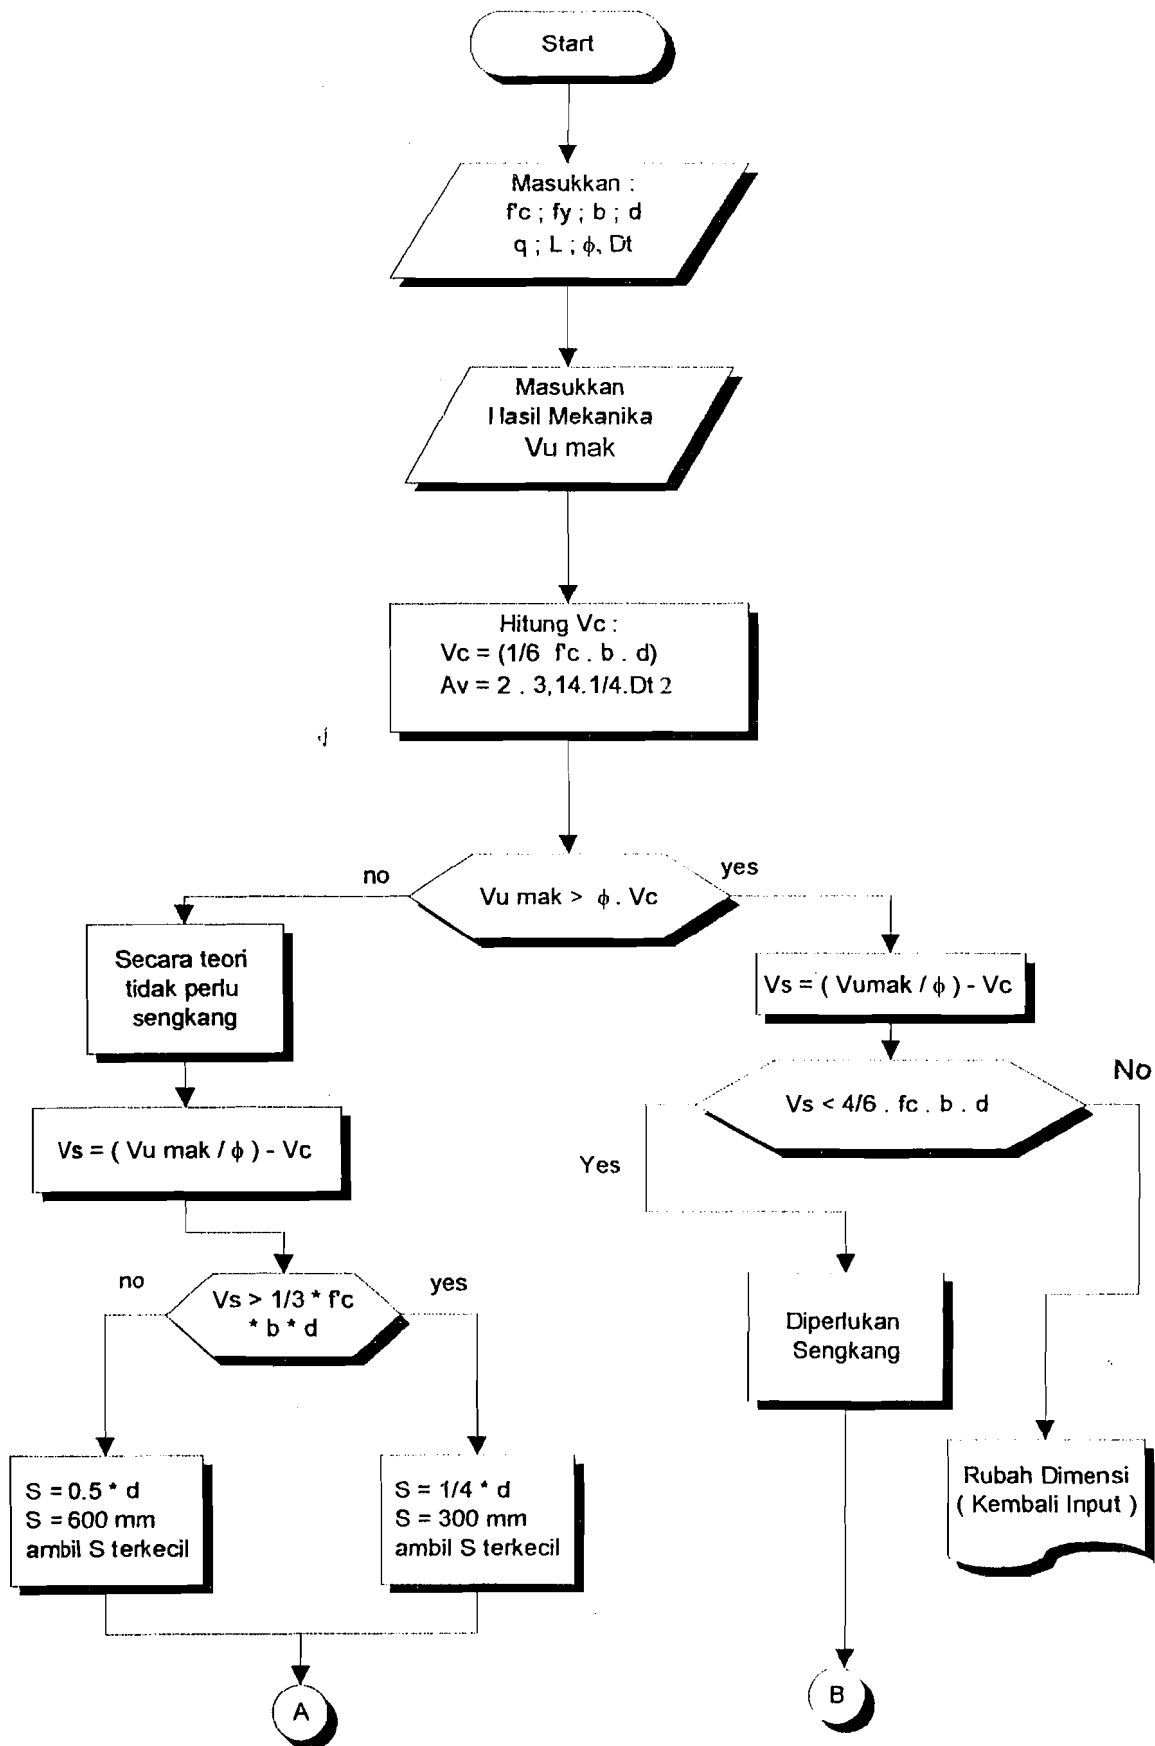 Start
Masukkan :
f'c ; fy ; b ; d
q ; L ; ϕ, Dt
Masukkan
Hasil Mekanika
Vu mak
Hitung Vc :
Vc = (1/6 f'c . b . d)
Av = 2 . 3,14.1/4.Dt 2
no
Vu mak > ϕ . Vc
yes
Secara teori
tidak perlu
sengkang
Vs = ( Vumak / ϕ ) - Vc
Vs = ( Vu mak / ϕ ) - Vc
Vs < 4/6 . fc . b . d
No
Yes
no
Vs > 1/3 * f'c
* b * d
yes
Diperlukan
Sengkang
S = 0.5 * d
S = 600 mm
ambil S terkecil
S = 1/4 * d
S = 300 mm
ambil S terkecil
Rubah Dimensi
( Kembali Input )
A
B